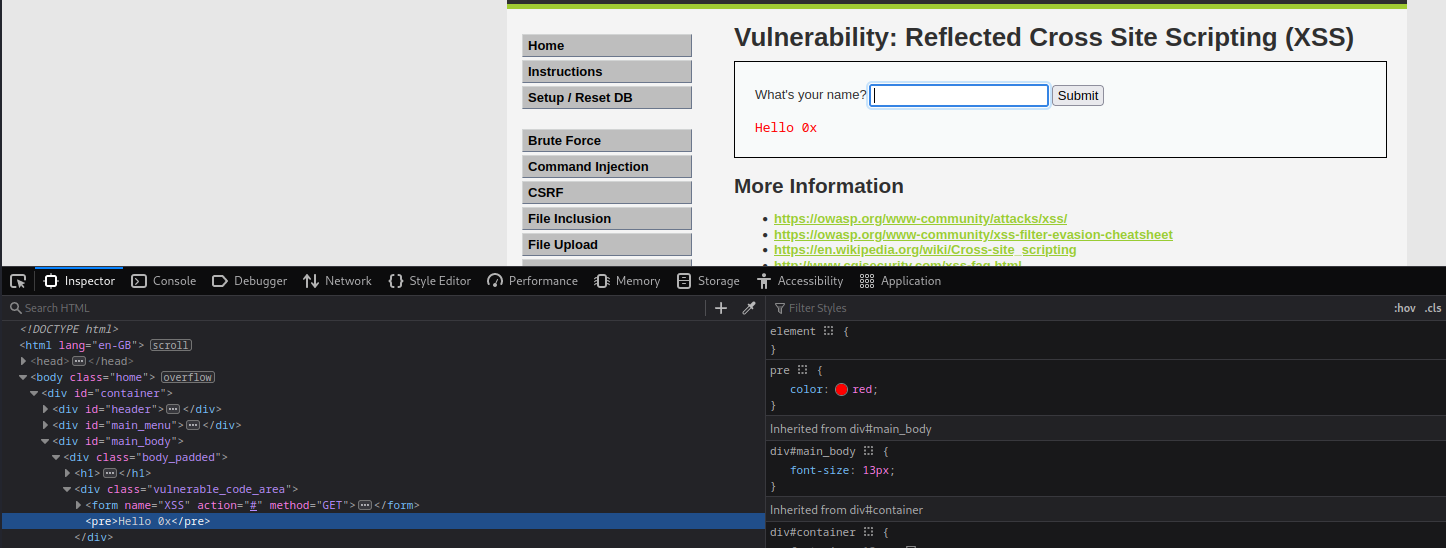 Vulnerability: Reflected Cross Site Scripting (XSS)
Home
Instructions
Setup / Reset DB
Brute Force
Command Injection
CSRF
File Inclusion
File Upload
What's your name? Submit
Hello 0x
More Information
• https://owasp.org/www-community/attacks/xss/
• https://owasp.org/www-community/xss-filter-evasion-cheatsheet
• https://en.wikipedia.org/wiki/Cross-site_scripting
Inspector Console Debugger Network Style Editor Performance Memory Storage Accessibility Application
Search HTML
<!DOCTYPE html>
<html lang="en-GB"> scroll
<head> ••• </head>
<body class="home"> overflow
<div id="container">
<div id="header"> ••• </div>
<div id="main_menu"> ••• </div>
<div id="main_body">
<div class="body_padded">
<h1> ••• </h1>
<div class="vulnerable_code_area">
<form name="XSS" action="#" method="GET"> ••• </form>
<pre>Hello 0x</pre>
</div>
Filter Styles :hov .cls
element {
}
pre {
color: red;
}
Inherited from div#main_body
div#main_body {
font-size: 13px;
}
Inherited from div#container
div#container {